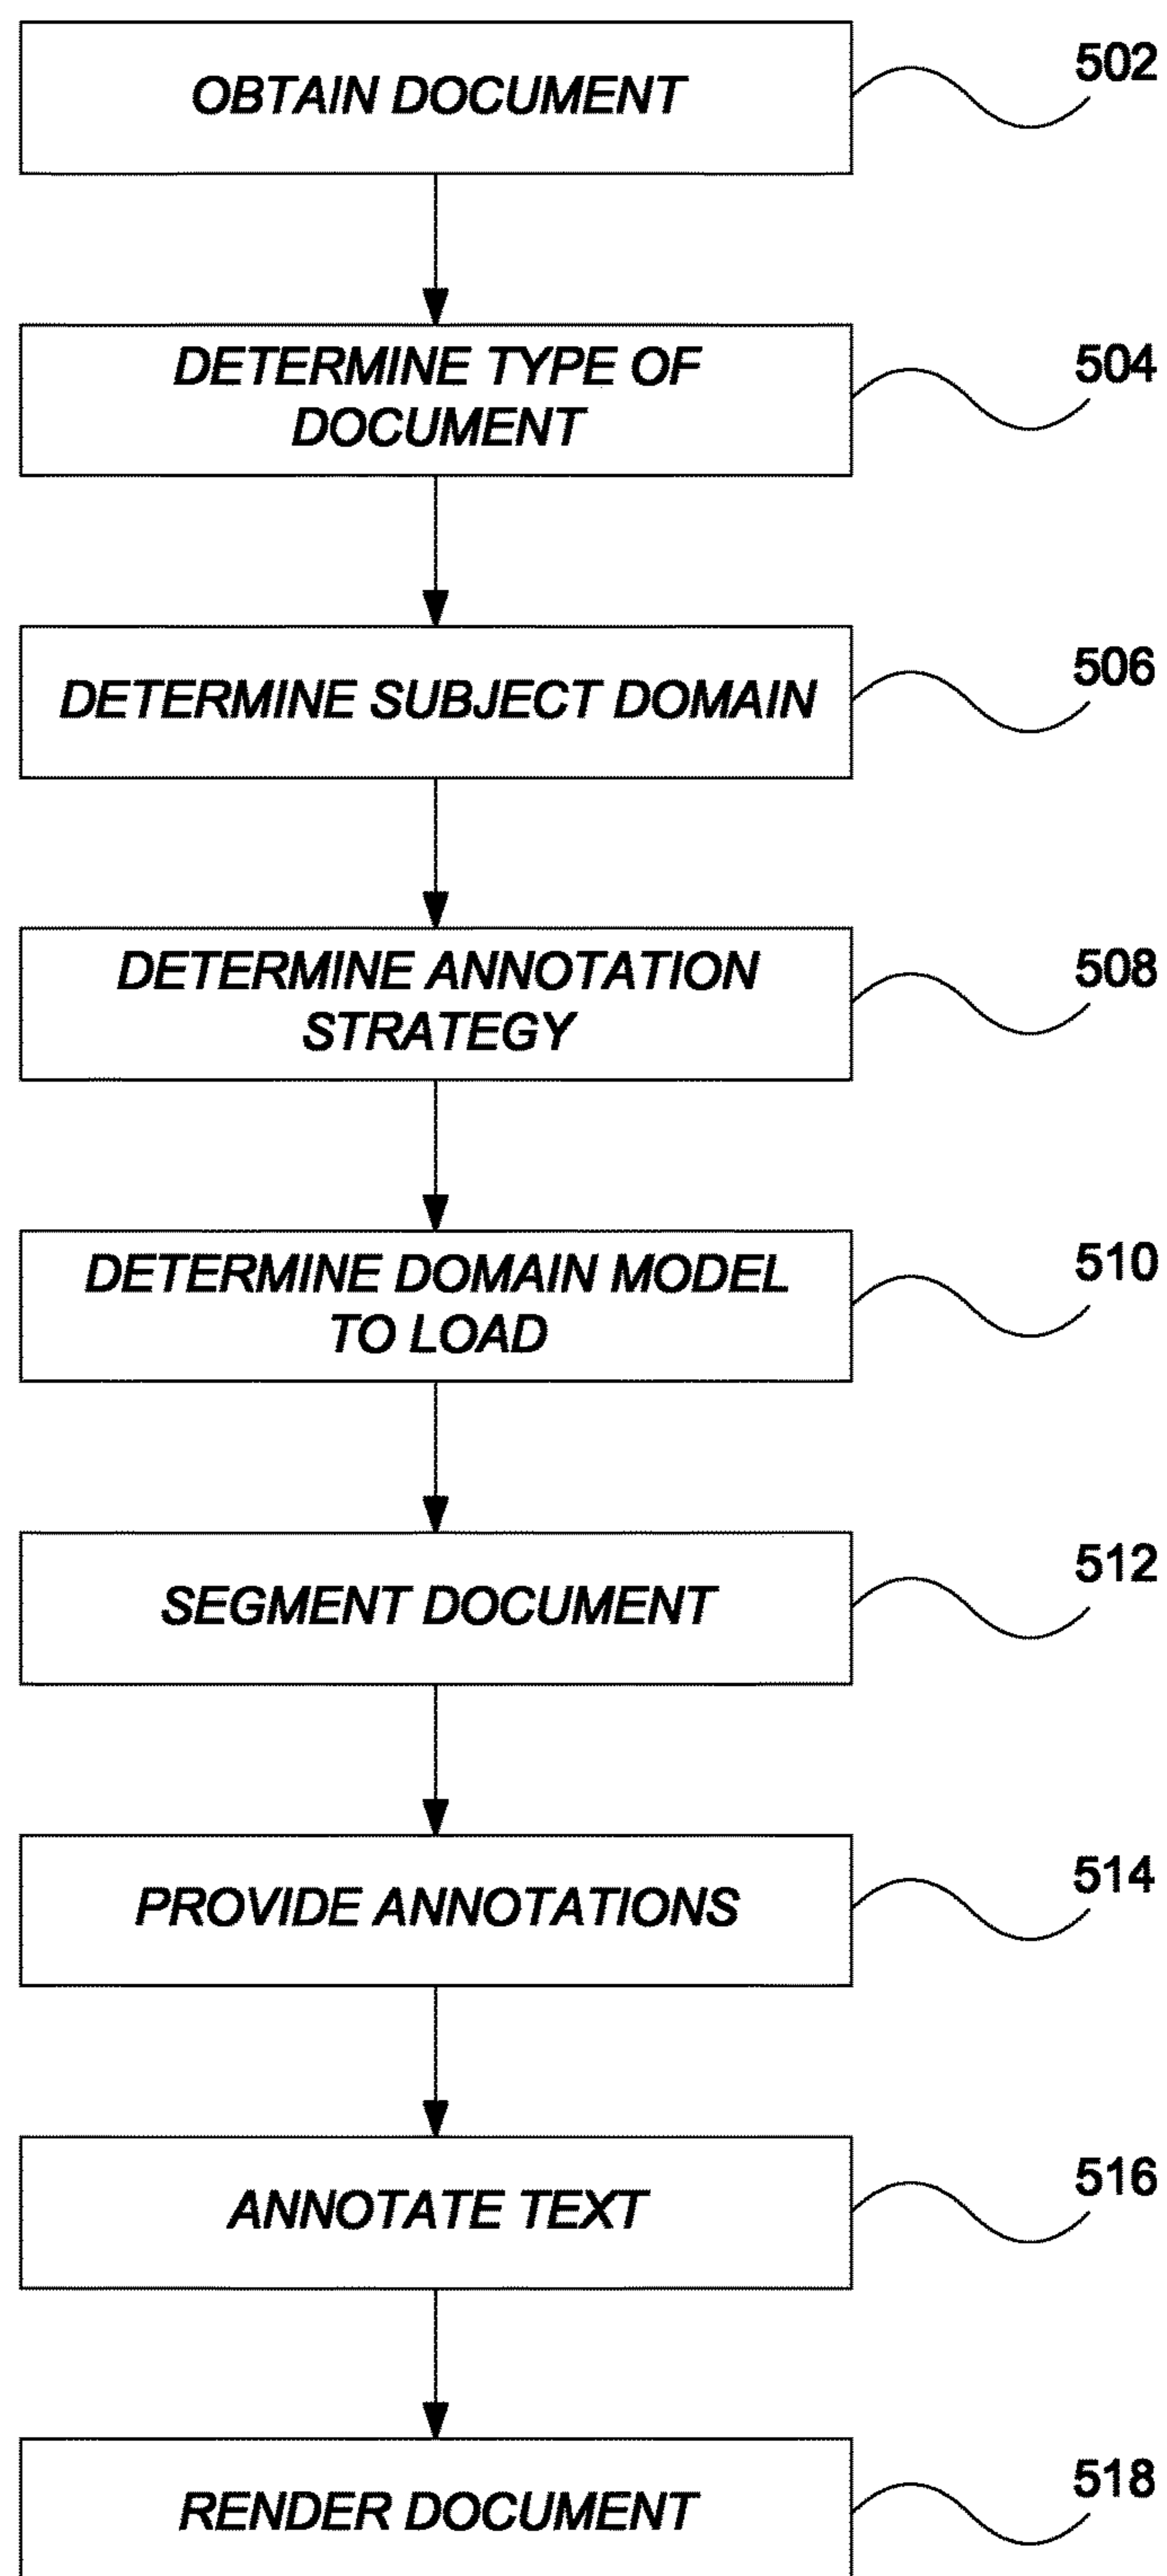 OBTAIN DOCUMENT
502
DETERMINE TYPE OF
DOCUMENT
504
DETERMINE SUBJECT DOMAIN
506
DETERMINE ANNOTATION
STRATEGY
508
DETERMINE DOMAIN MODEL
TO LOAD
510
SEGMENT DOCUMENT
512
PROVIDE ANNOTATIONS
514
ANNOTATE TEXT
516
RENDER DOCUMENT
518